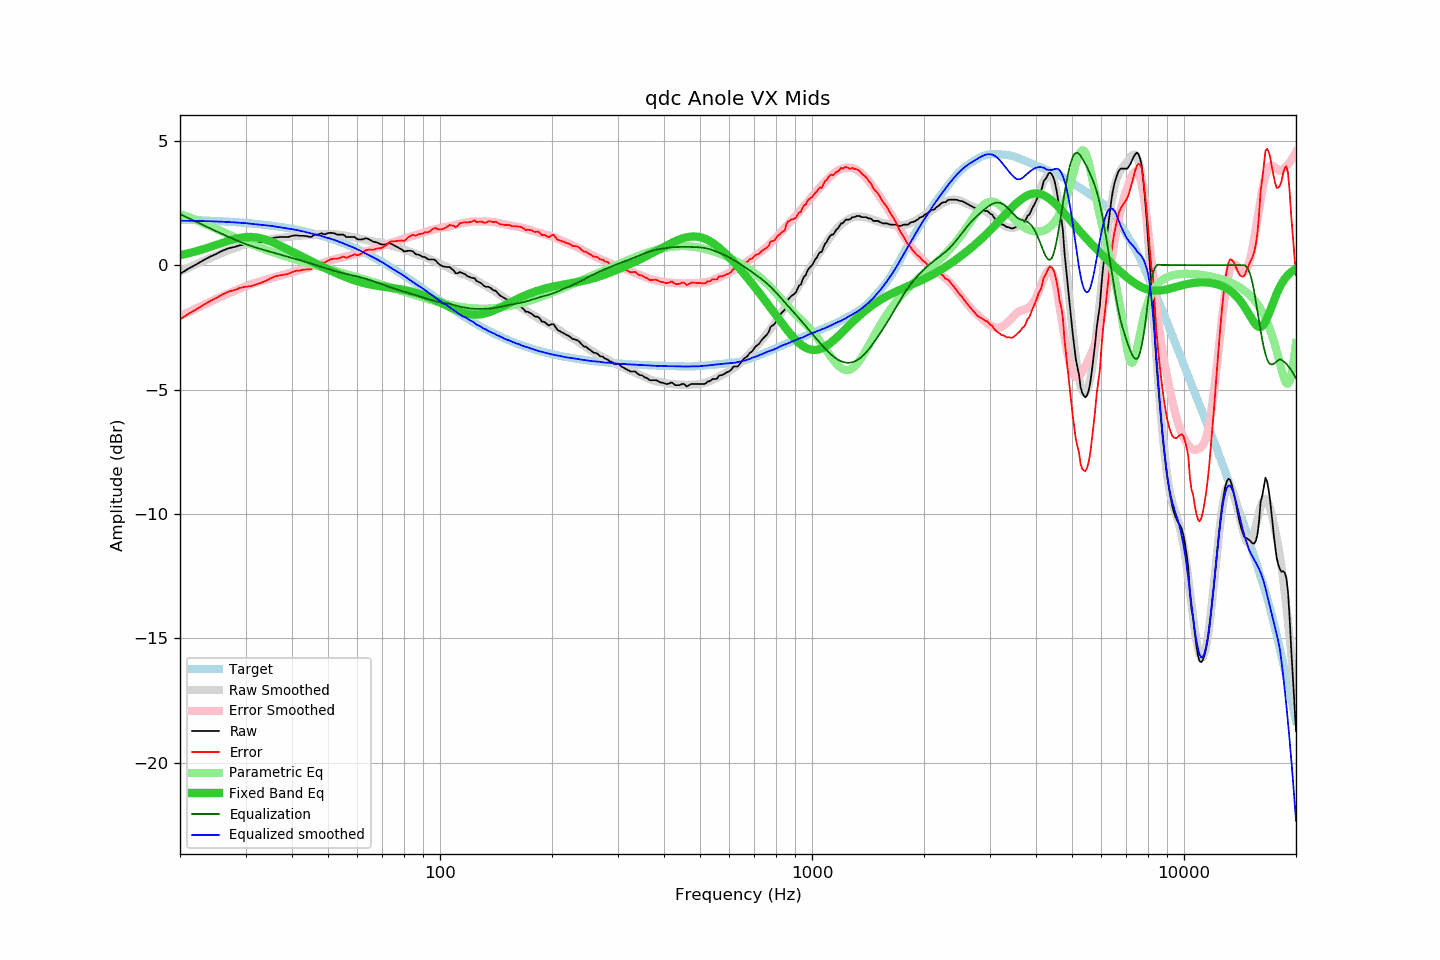 qdc Anole VX Mids
5
0
−5
−10
−15
−20
Amplitude (dBr)
Target
Raw Smoothed
Error Smoothed
Raw
Error
Parametric Eq
Fixed Band Eq
Equalization
Equalized smoothed
100
1000
10000
Frequency (Hz)